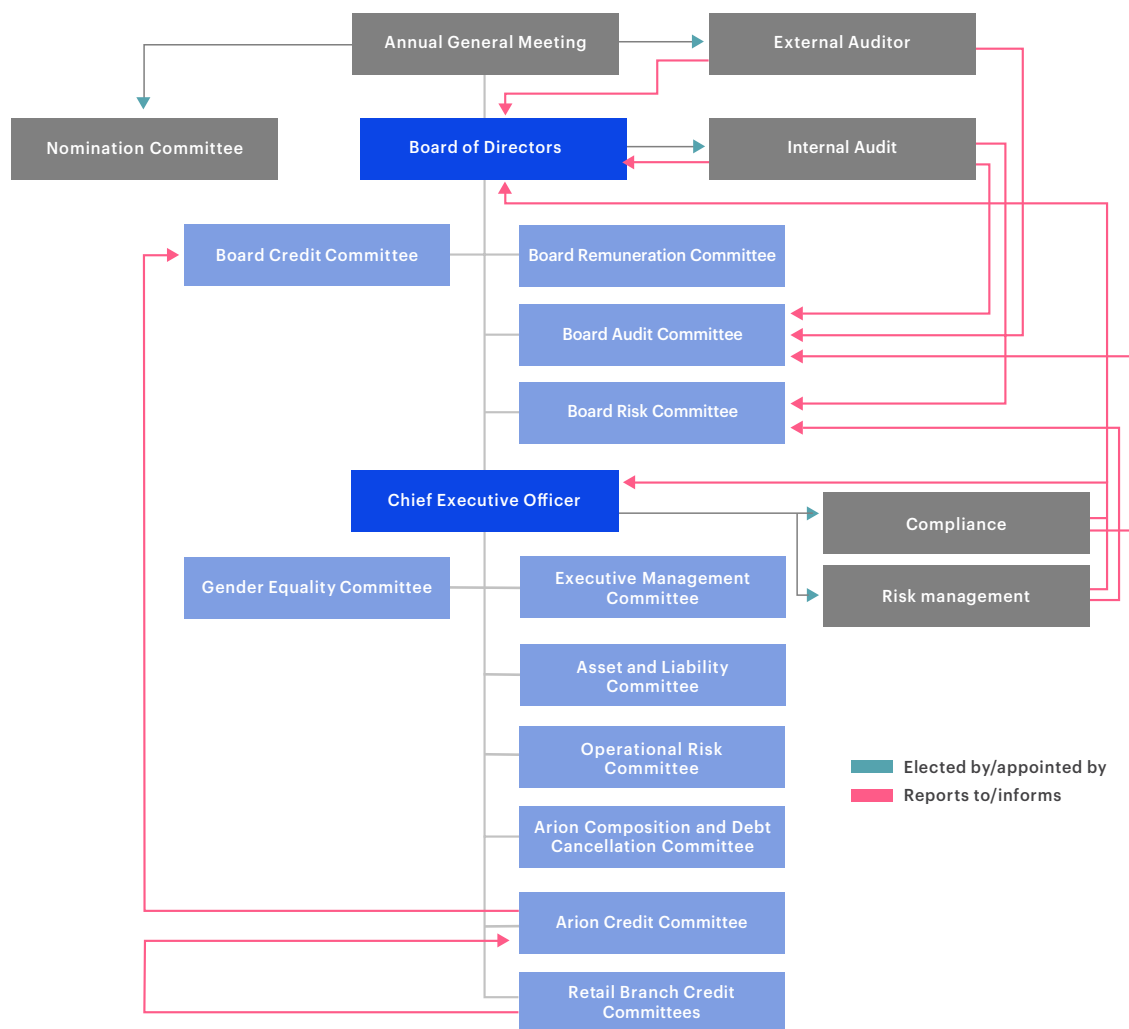 Annual General Meeting
External Auditor
Nomination Committee
Board of Directors
Internal Audit
Board Credit Committee
Board Remuneration Committee
Board Audit Committee
Board Risk Committee
Chief Executive Officer
Compliance
Gender Equality Committee
Executive Management
Committee
Risk management
Asset and Liability
Committee
Operational Risk
Committee
Elected by/appointed by
Reports to/informs
Arion Composition and Debt
Cancellation Committee
Arion Credit Committee
Retail Branch Credit
Committees